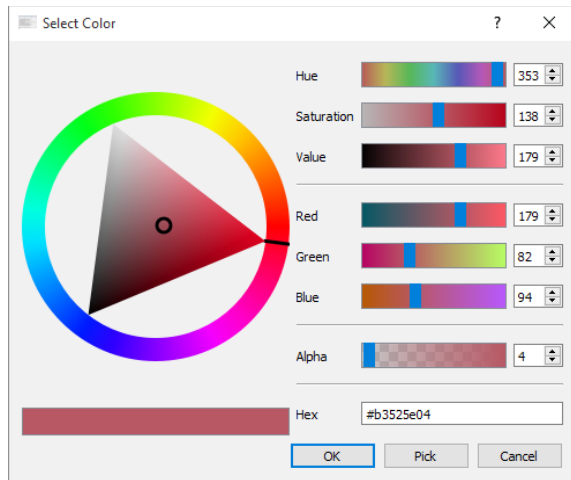 Select Color ? ×
Hue 353
Saturation 138
Value 179
Red 179
Green 82
Blue 94
Alpha 4
Hex #b3525e04
OK Pick Cancel